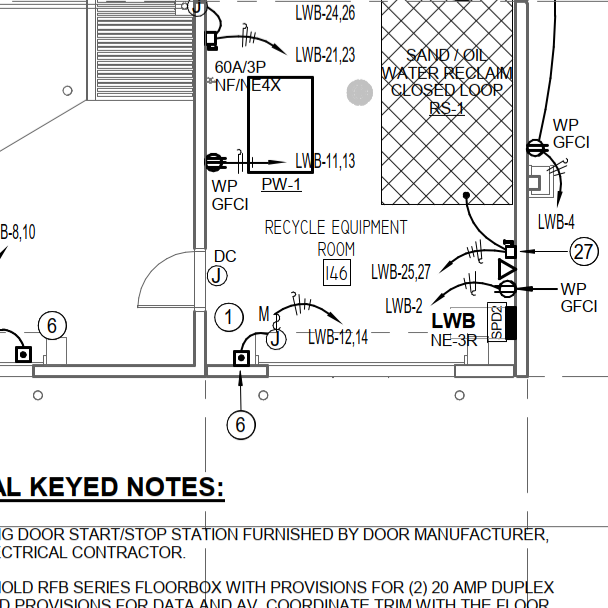 J
LWB-24,26
LWB-21,23
60A/3P
NF/NE4X
SAND / OIL
WATER RECLAIM
CLOSED LOOP
RS-1
WP
GFCI
LWB-11,13
PW-1
WP
GFCI
LWB-4
B-8,10
RECYCLE EQUIPMENT
ROOM
146
DC
J
LWB-25,27
27
LWB-2
WP
GFCI
6
1
M
J
LWB-12,14
LWB
NE-3R
SPD2
6
AL KEYED NOTES:
NG DOOR START/STOP STATION FURNISHED BY DOOR MANUFACTURER,
ECTRICAL CONTRACTOR.
OLD RFB SERIES FLOORBOX WITH PROVISIONS FOR (2) 20 AMP DUPLEX
D PROVISIONS FOR DATA AND AV. COORDINATE TRIM WITH THE FLOOR